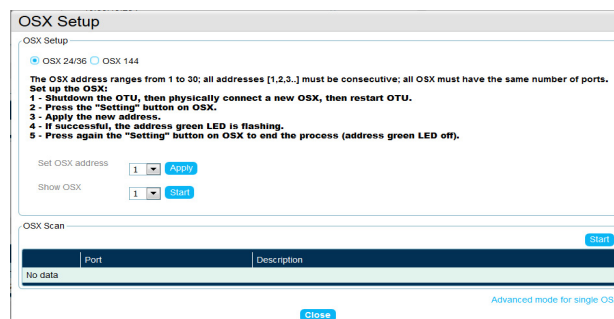 OSX Setup
OSX Setup
OSX 24/36 OSX 144
The OSX address ranges from 1 to 30; all addresses [1,2,3..] must be consecutive; all OSX must have the same number of ports.
Set up the OSX:
1 - Shutdown the OTU, then physically connect a new OSX, then restart OTU.
2 - Press the "Setting" button on OSX.
3 - Apply the new address.
4 - If successful, the address green LED is flashing.
5 - Press again the "Setting" button on OSX to end the process (address green LED off).
Set OSX address 1 Apply
Show OSX 1 Start
OSX Scan
Start
Port Description
No data
Advanced mode for single OS
Close